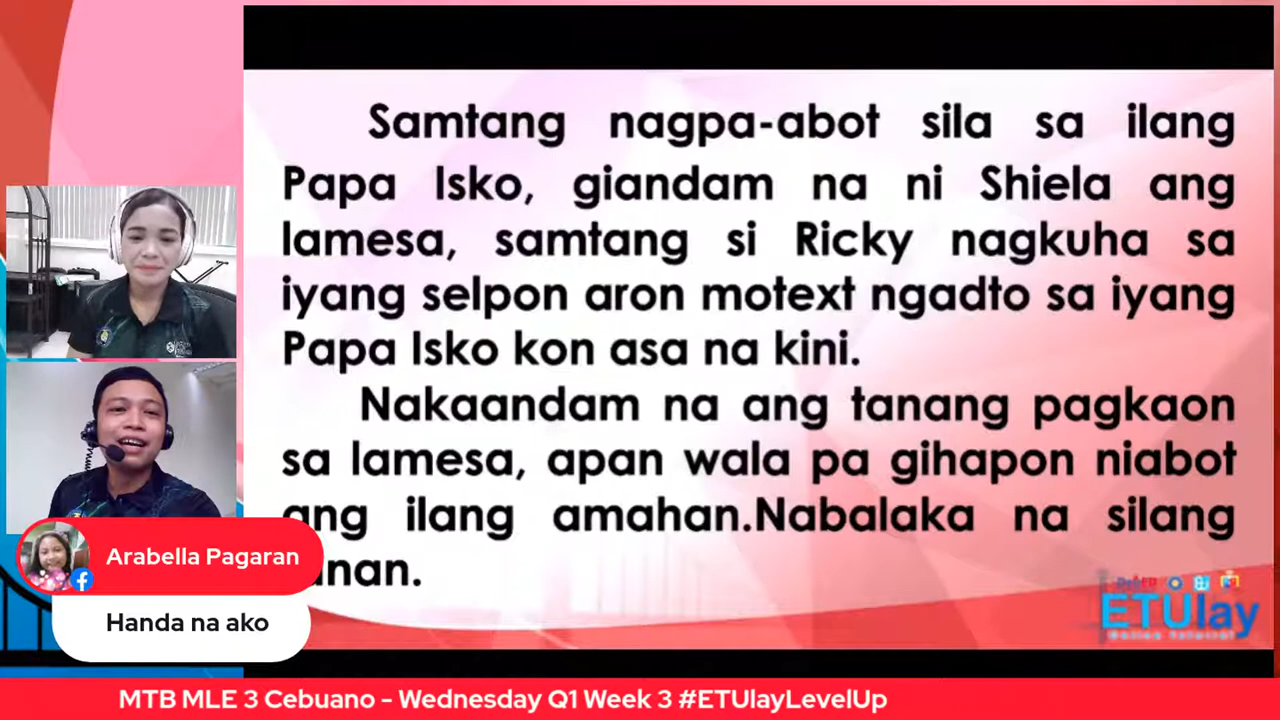 Samtang nagpa-abot sila sa ilang
Papa Isko, giandam na ni Shiela ang
lamesa, samtang si Ricky nagkuha sa
iyang selpon aron motext ngadto sa iyang
Papa Isko kon asa na kini.
Nakaandam na ang tanang pagkaon
sa lamesa, apan wala pa gihapon niabot
ang ilang amahan.Nabalaka na silang
Arabella Pagaran
Handa na ako
ETUlay
MTB MLE 3 Cebuano - Wednesday Q1 Week 3 #ETUlayLevelUp